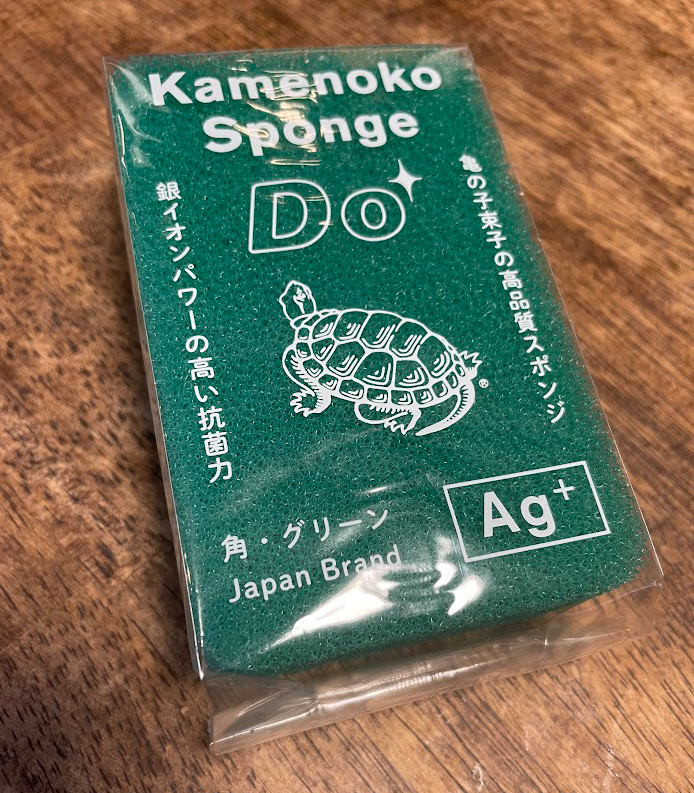 Kamenoko
Sponge
Do
亀の子束子の高品質スポンジ
銀イオンパワーの高い抗菌力
®
Ag+
角・グリーン
Japan Brand